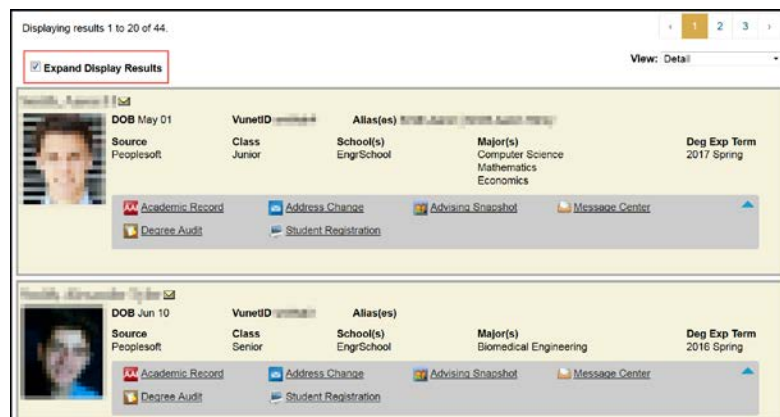 Displaying results 1 to 20 of 44.
‹ 1 2 3 ›
Expand Display Results
View: Detail
DOB May 01 VunetID Alias(es)
Source Class School(s) Major(s) Deg Exp Term
Peoplesoft Junior EngrSchool Computer Science 2017 Spring
Mathematics
Economics
Academic Record Address Change Advising Snapshot Message Center
Degree Audit Student Registration
DOB Jun 10 VunetID Alias(es)
Source Class School(s) Major(s) Deg Exp Term
Peoplesoft Senior EngrSchool Biomedical Engineering 2016 Spring
Academic Record Address Change Advising Snapshot Message Center
Degree Audit Student Registration